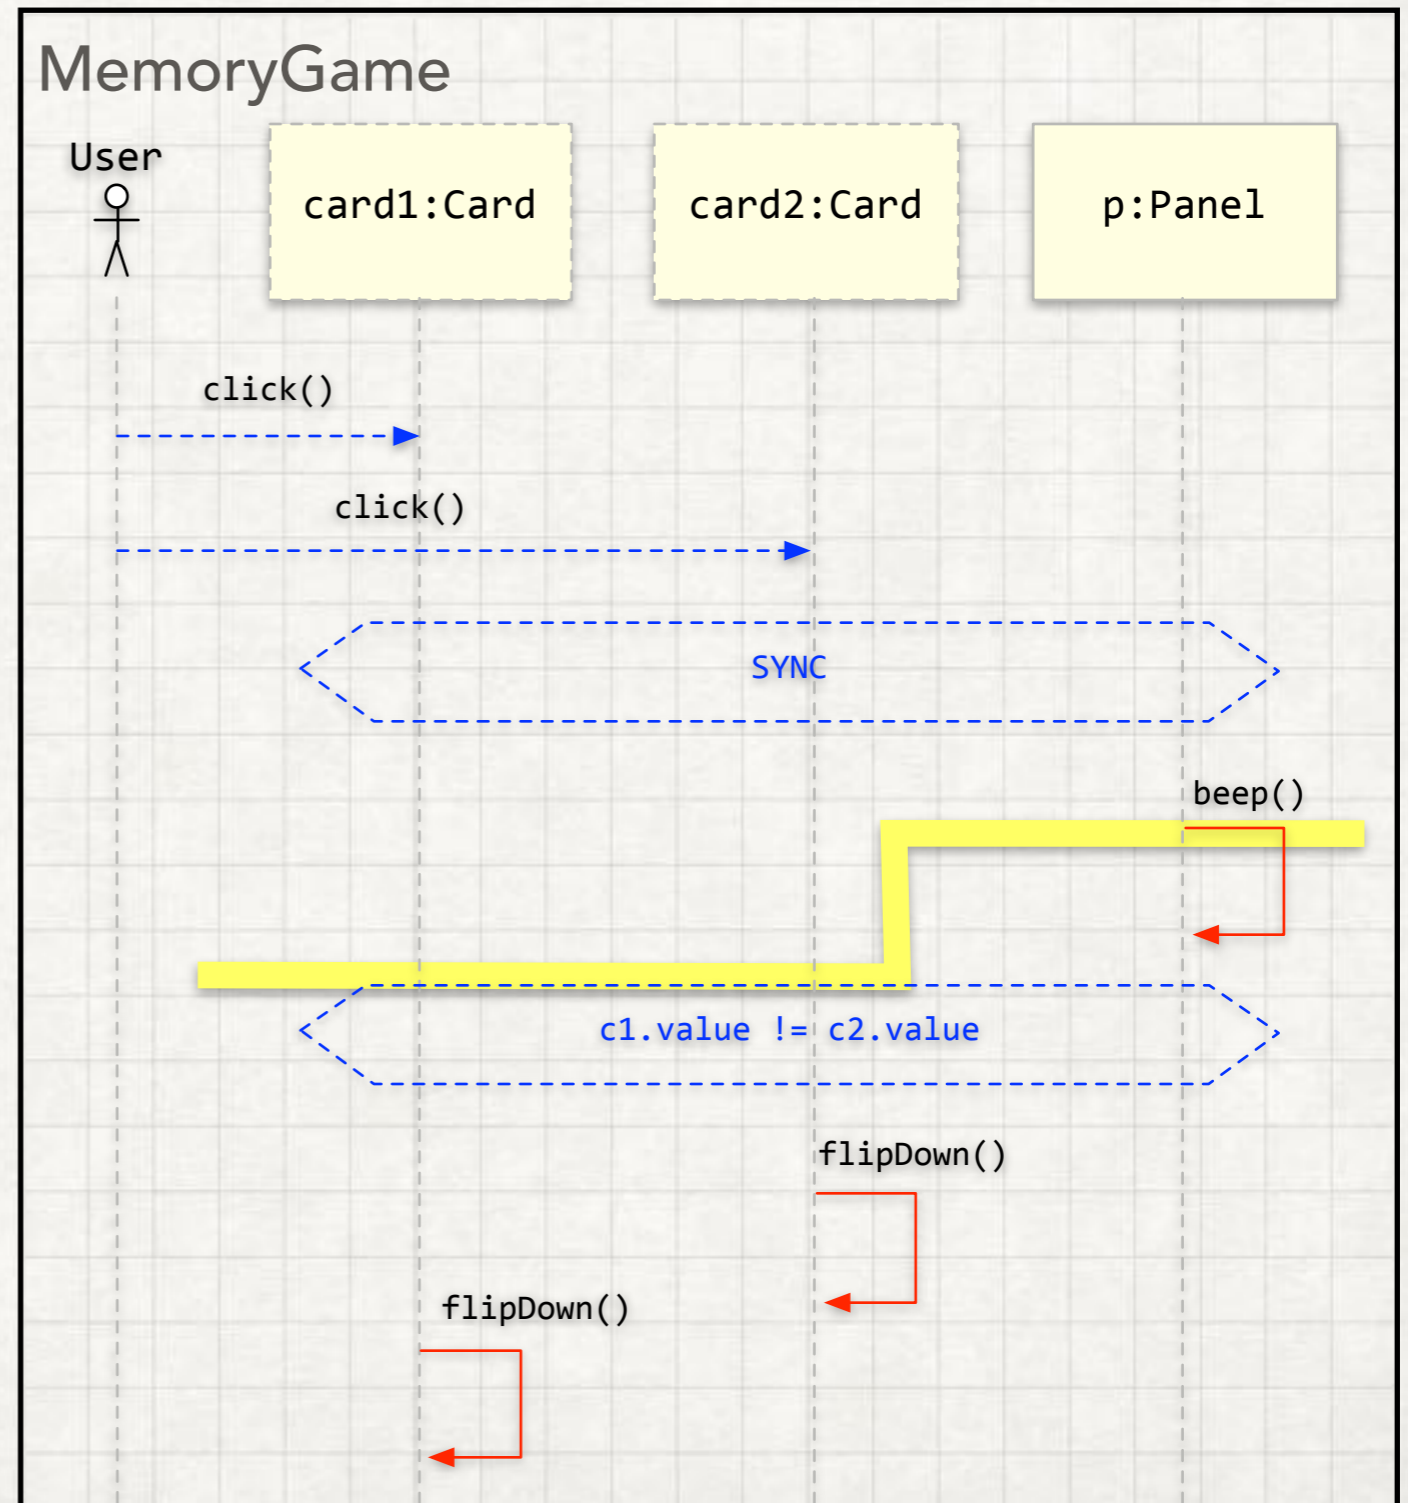 MemoryGame
User
card1:Card
card2:Card
p:Panel
click()
click()
SYNC
beep()
c1.value != c2.value
flipDown()
flipDown()